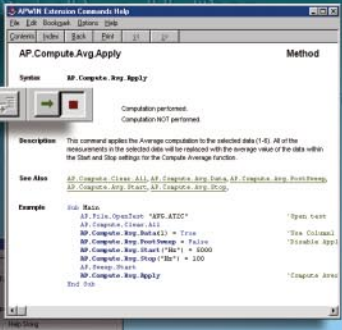 APWIN Extension Commands Help
File Edit Bookmark Options Help
Contents Index Back Print << >>
AP.Compute.Avg.Apply Method
Syntax AP.Compute.Avg.Apply
Computation performed.
Computation NOT performed.
Description This command applies the Average computation to the selected data (1-6). All of the
measurements in the selected data will be replaced with the average value of the data within
the Start and Stop settings for the Compute Average function.
See Also AP.Compute.Clear.All, AP.Compute.Avg.Data, AP.Compute.Avg.PostSweep,
AP.Compute.Avg.Start, AP.Compute.Avg.Stop,
Example Sub Main
AP.File.OpenTest 'Open test
AP.Compute.Clear.All
AP.Compute.Avg.Data(1) = True 'Use Column1
AP.Compute.Avg.PostSweep = False 'Disable Appl
AP.Compute.Avg.Start("Hz") = 5000
AP.Compute.Avg.Stop("Hz") = 200
AP.Sweep.Start
AP.Compute.Avg.Apply 'Compute Aver
End Sub
Help String